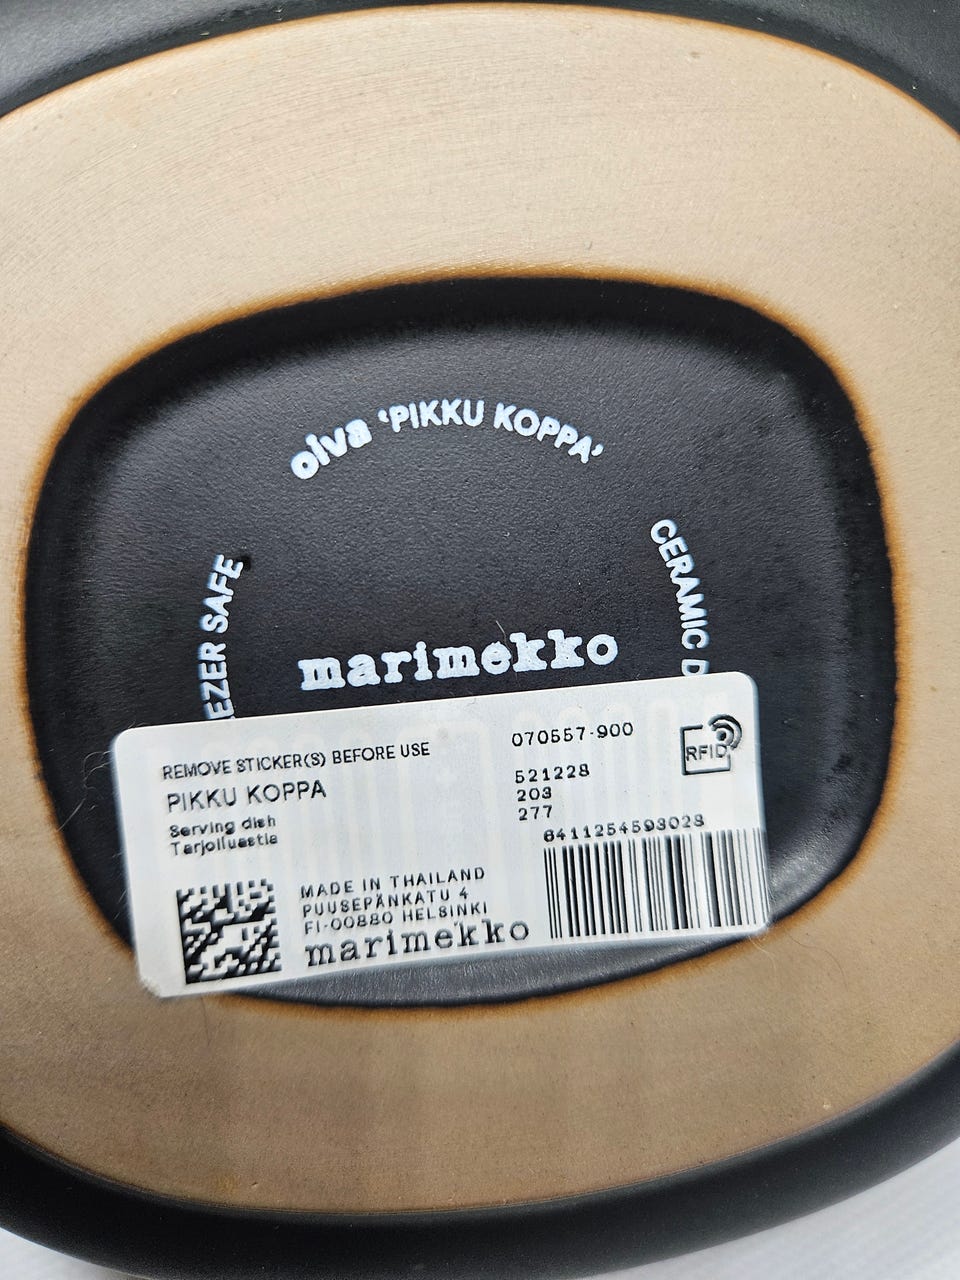 oiva 'PIKKU KOPPA'
EZER SAFE
CERAMIC D
marimekko
REMOVE STICKER(S) BEFORE USE
PIKKU KOPPA
Serving dish
Tarjoiluastia
070557-900
521228
203
277
RFID
6411254593028
MADE IN THAILAND
PUUSEPÄNKATU 4
FI-00880 HELSINKI
marimekko